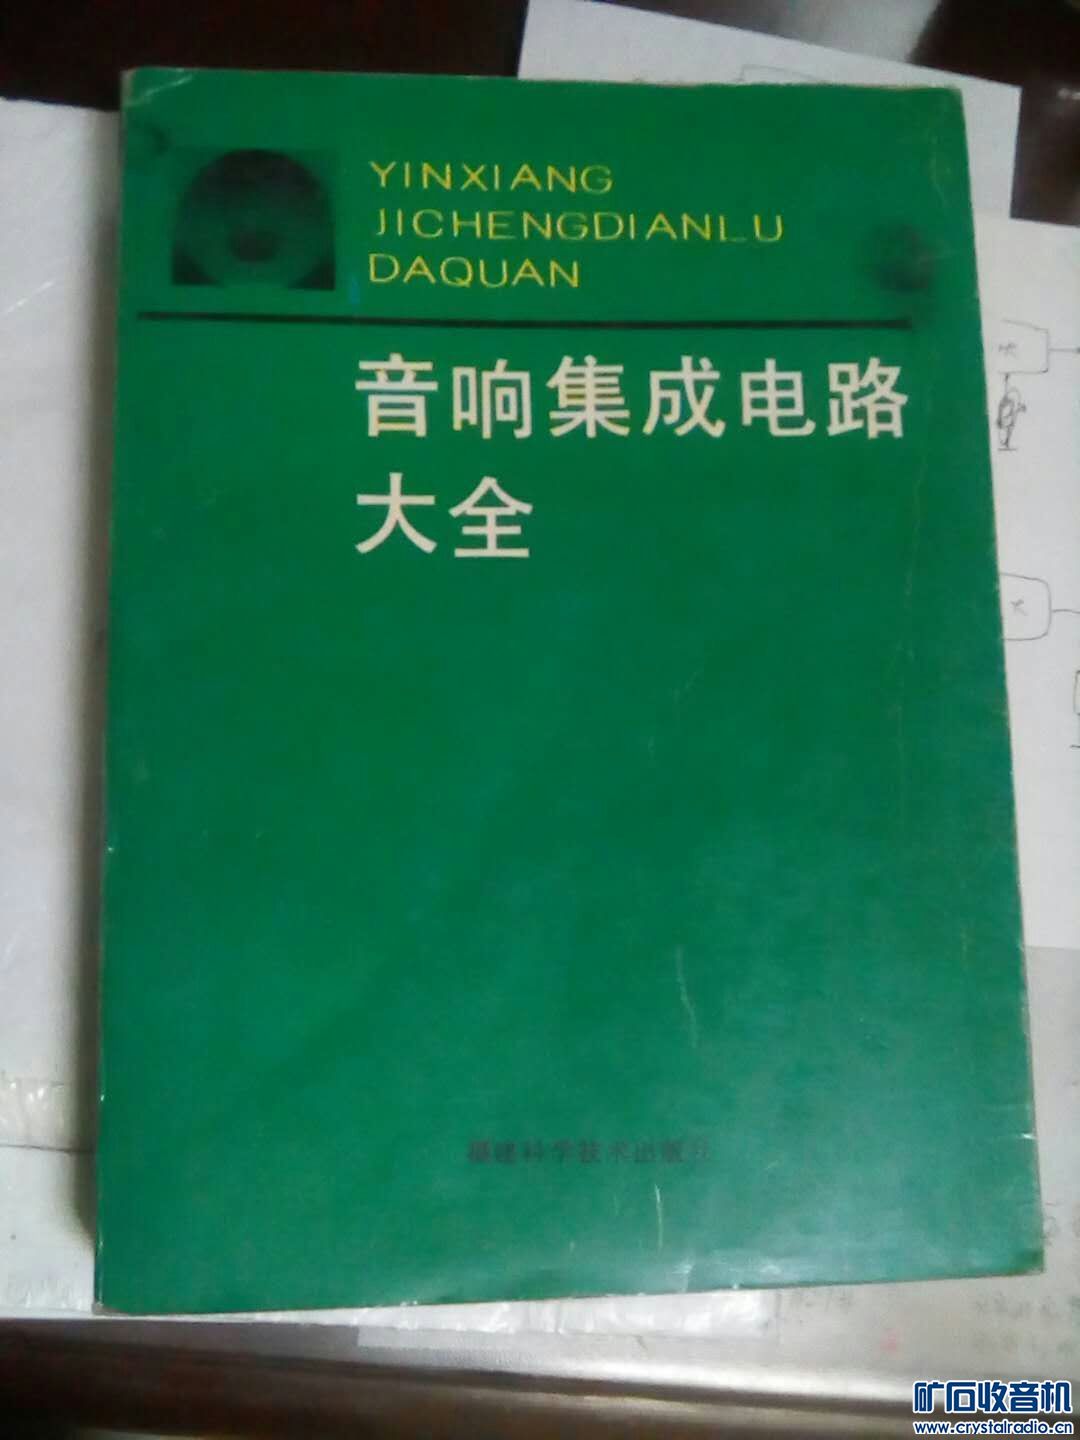 YINXIANG
JICHENGDIANLU
DAQUAN
音响集成电路
大全
福建科学技术出版社
矿石收音机
www.crystalradio.cn